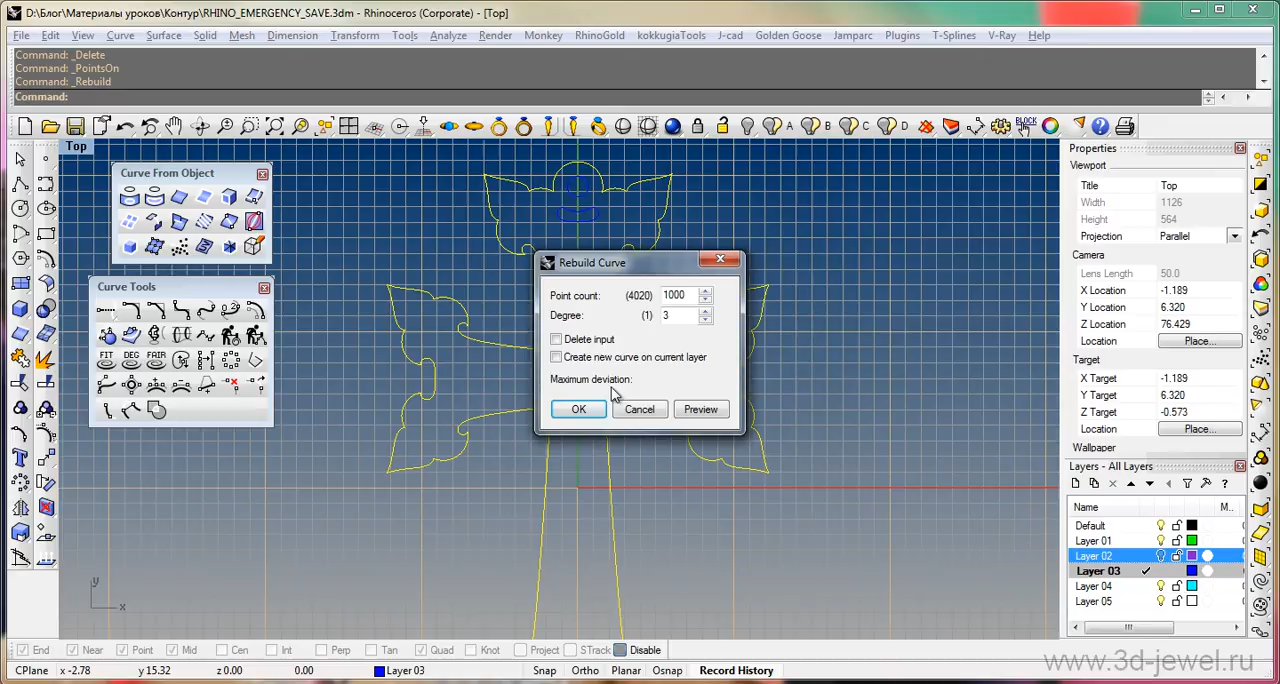 D:\Блог\Материалы уроков\Контур\RHINO_EMERGENCY_SAVE.3dm - Rhinoceros (Corporate) - [Top]
File Edit View Curve Surface Solid Mesh Dimension Transform Tools Analyze Render Monkey RhinoGold kokkugiaTools J-cad Golden Goose Jamparc Plugins T-Splines V-Ray Help
Command: _Delete
Command: _PointsOn
Command: _Rebuild
Command:
A B C D BLOCK
Top
Curve From Object
Curve Tools
FIT DEG FAIR
Rebuild Curve
Point count: (4020) 1000
Degree: (1) 3
Delete input
Create new curve on current layer
Maximum deviation:
OK Cancel Preview
y
x
Properties
Viewport
Title Top
Width 1126
Height 564
Projection Parallel
Camera
Lens Length 50.0
X Location -1.189
Y Location 6.320
Z Location 76.429
Location Place...
Target
X Target -1.189
Y Target 6.320
Z Target -0.573
Location Place...
Wallpaper
Layers - All Layers
Name M..
Default
Layer 01
Layer 02
Layer 03
Layer 04
Layer 05
End Near Point Mid Cen Int Perp Tan Quad Knot Project STrack Disable
CPlane x -2.78 y 15.32 z 0.00 0.00 Layer 03 Snap Ortho Planar Osnap Record History
www.3d-jewel.ru